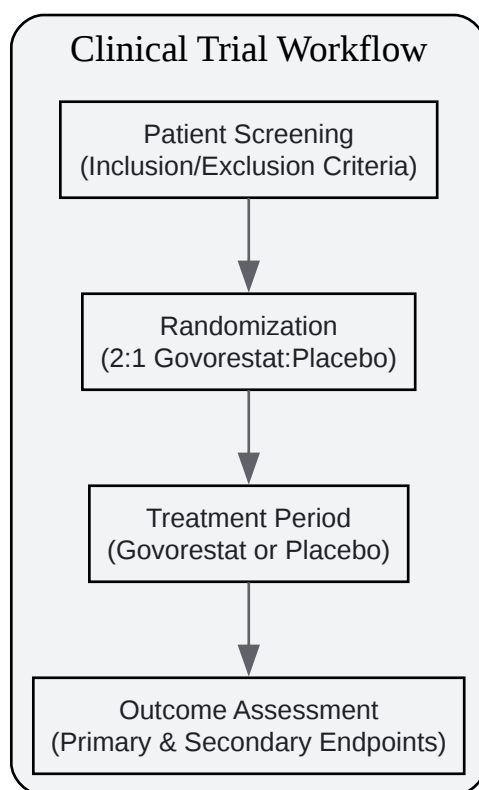 Clinical Trial Workflow
Patient Screening
(Inclusion/Exclusion Criteria)
Randomization
(2:1 Govorestat:Placebo)
Treatment Period
(Govorestat or Placebo)
Outcome Assessment
(Primary & Secondary Endpoints)